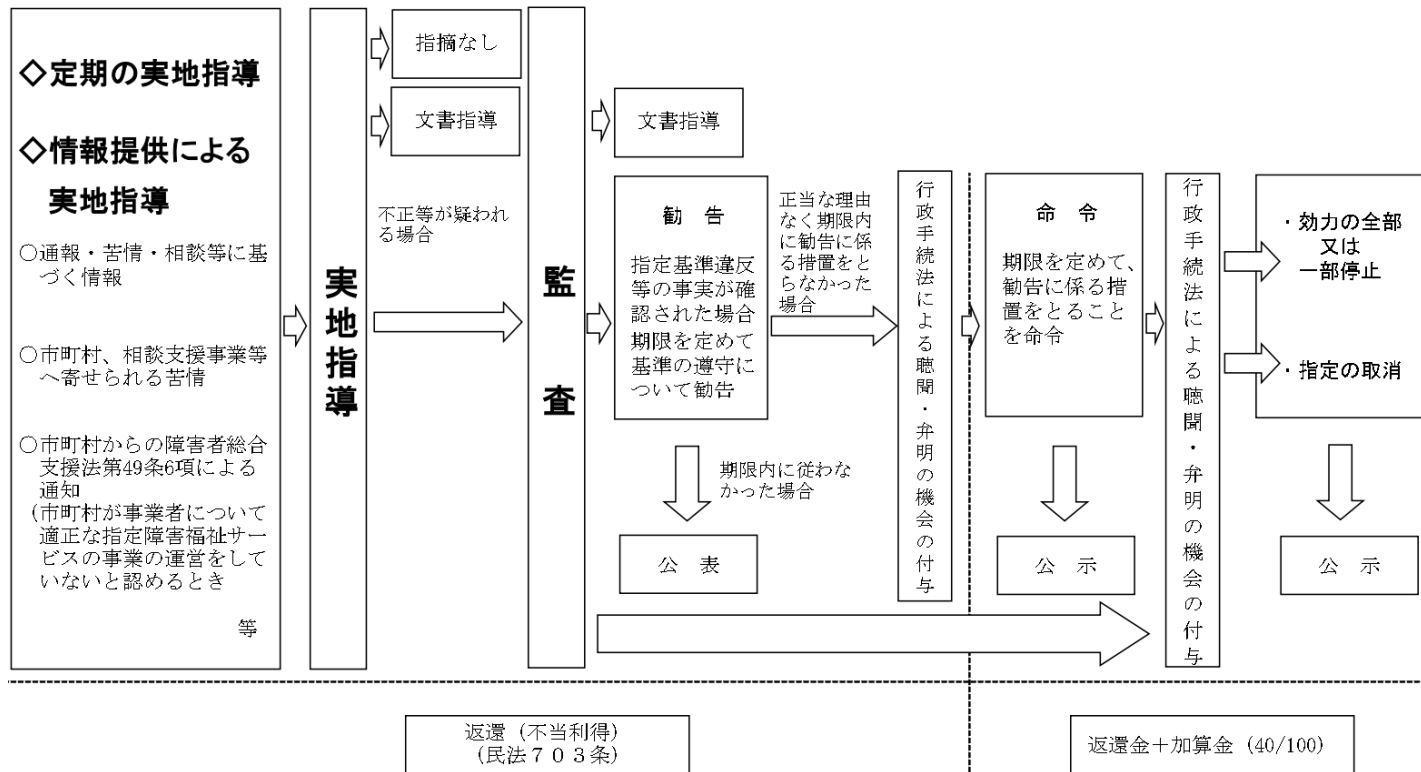 ◇定期の実地指導
◇情報提供による
実地指導
○通報・苦情・相談等に基
づく情報
○市町村、相談支援事業等
へ寄せられる苦情
○市町村からの障害者総合
支援法第49条6項による
通知
(市町村が事業者について
適正な指定障害福祉サー
ビスの事業の運営をして
いないと認めるとき
等
実地指導
指摘なし
文書指導
不正等が疑われ
る場合
監査
文書指導
勧告
指定基準違反
等の事実が確
認された場合
期限を定めて
基準の遵守に
ついて勧告
正当な理由
なく期限内
に勧告に係
る措置をと
らなかった
場合
期限内に従わな
かった場合
公表
行政手続法による聴聞・弁明の機会の付与
命令
期限を定めて、
勧告に係る措
置をとること
を命令
公示
行政手続法による聴聞・弁明の機会の付与
・効力の全部
又は
一部停止
・指定の取消
公示
返還（不当利得）
（民法７０３条）
返還金＋加算金（40/100）